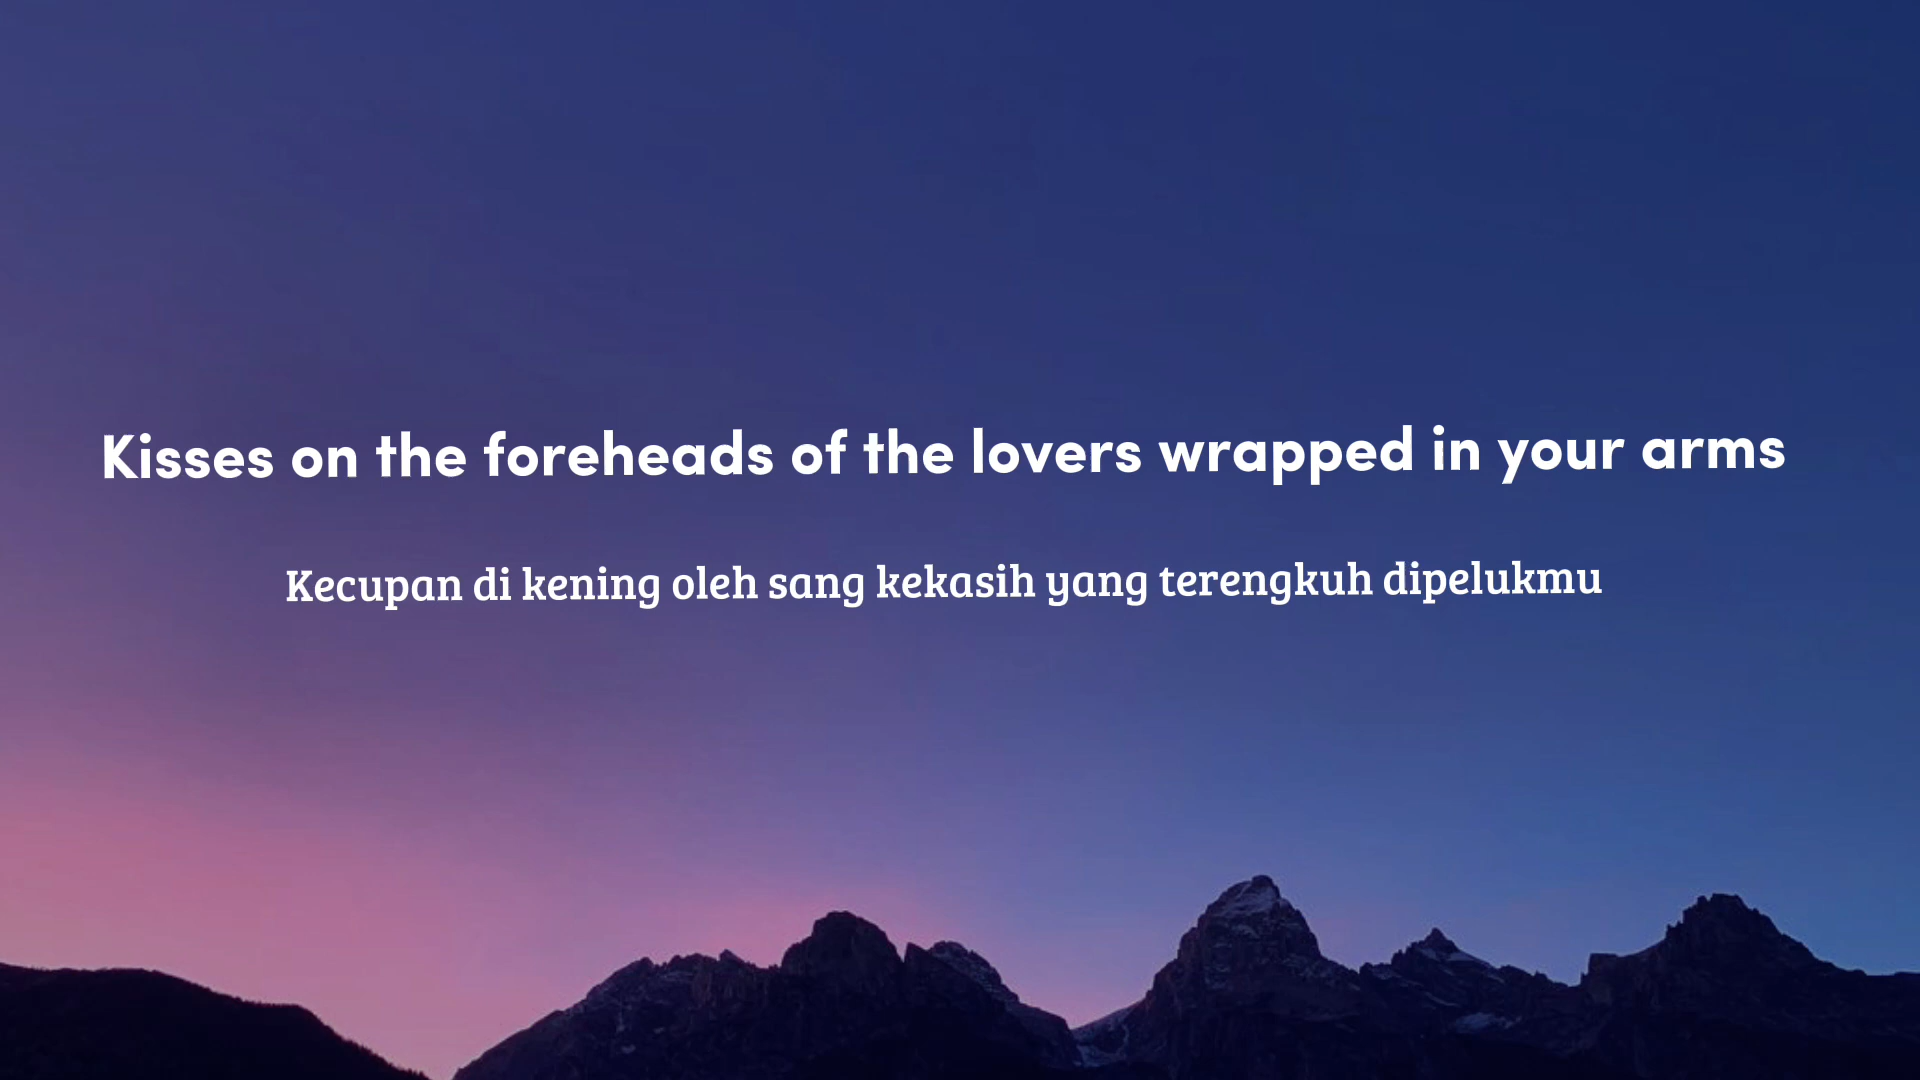 Kisses on the foreheads of the lovers wrapped in your arms
Kecupan di kening oleh sang kekasih yang terengkuh dipelukmu